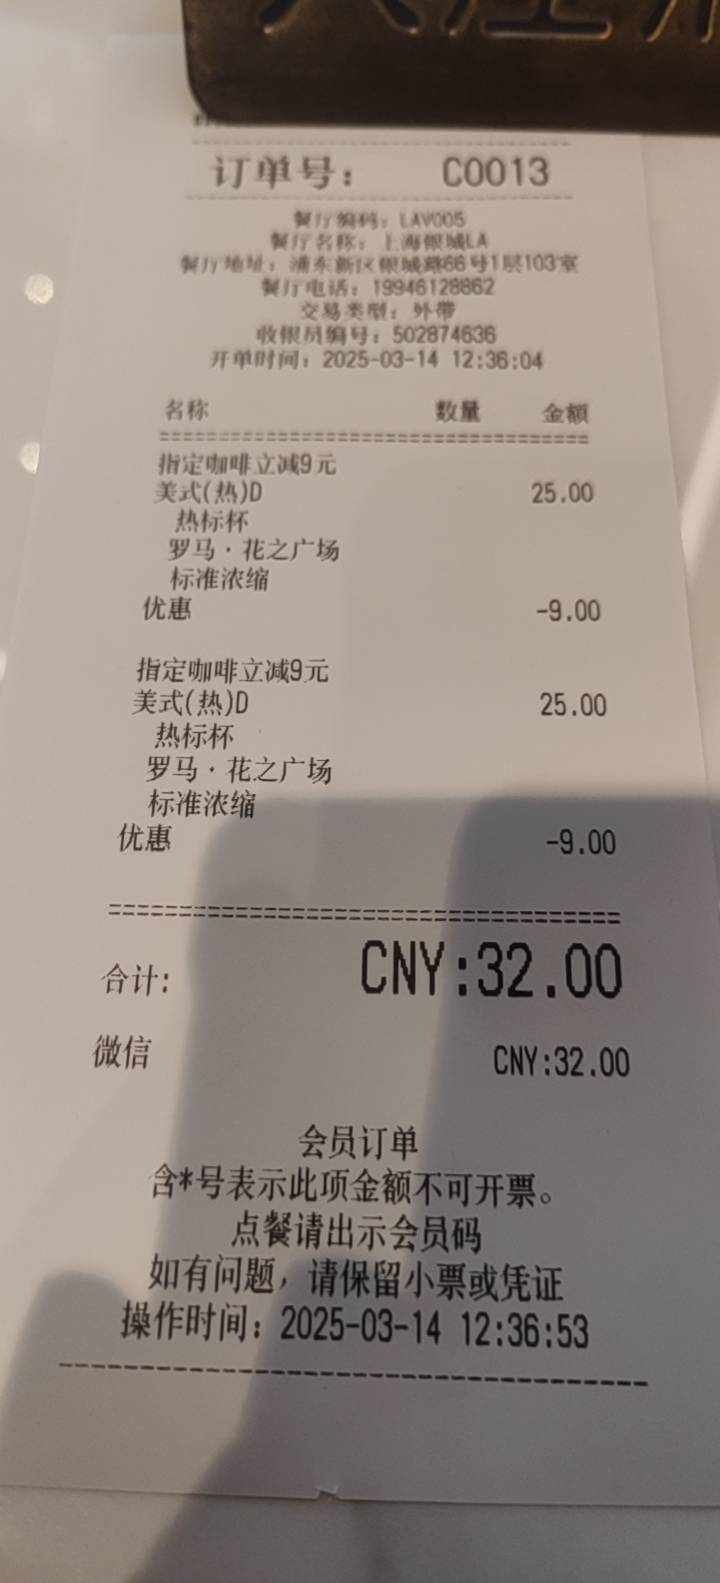 订单号： C0013
餐厅编码：LAV005
餐厅名称：上海银城LA
餐厅地址：浦东新区银城路66号1层103室
餐厅电话：19946128862
交易类型：外带
收银员编号：502874636
开单时间：2025-03-14 12:36:04
名称 数量 金额
指定咖啡立减9元
美式(热)D 25.00
热标杯
罗马·花之广场
标准浓缩
优惠 -9.00
指定咖啡立减9元
美式(热)D 25.00
热标杯
罗马·花之广场
标准浓缩
优惠 -9.00
合计: CNY:32.00
微信 CNY:32.00
会员订单
含*号表示此项金额不可开票。
点餐请出示会员码
如有问题，请保留小票或凭证
操作时间：2025-03-14 12:36:53